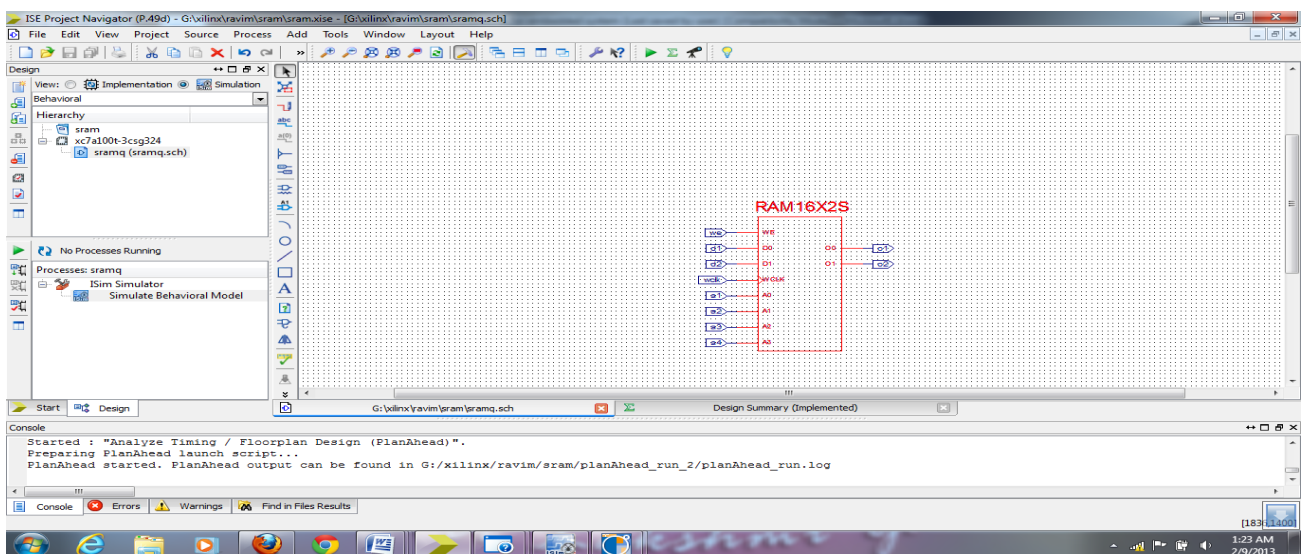 ISE Project Navigator (P.49d) - G:\xilinx\ravim\sram\sram.xise - [G:\xilinx\ravim\sram\sramq.sch]
File Edit View Project Source Process Add Tools Window Layout Help
Design
View: Implementation Simulation
Behavioral
Hierarchy
sram
xc7a100t-3csg324
sramq (sramq.sch)
No Processes Running
Processes: sramq
ISim Simulator
Simulate Behavioral Model
RAM16X2S
we WE
d1 D0 O0 o1
d2 D1 O1 o2
wclk WCLK
a1 A0
a2 A1
a3 A2
a4 A3
Start Design
G:\xilinx\ravim\sram\sramq.sch
Design Summary (Implemented)
Console
Started : "Analyze Timing / Floorplan Design (PlanAhead)".
Preparing PlanAhead launch script...
PlanAhead started. PlanAhead output can be found in G:/xilinx/ravim/sram/planAhead_run_2/planAhead_run.log
Console Errors Warnings Find in Files Results
1:23 AM
2/9/2013